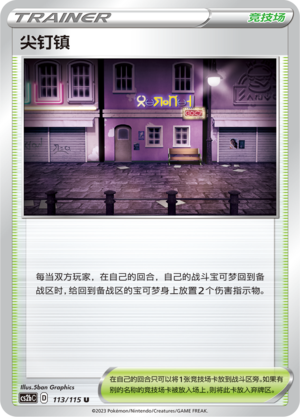 TRAINER
竞技场
尖钉镇
每当双方玩家，在自己的回合，自己的战斗宝可梦回到备
战区时，给回到备战区的宝可梦身上放置2个伤害指示物。
Illus.5ban Graphics
CS2bC D 113/115 U
在自己的回合只可以将1张竞技场卡放到战斗区旁。如果有
别的名称的竞技场卡被放入场上，则将此卡放入弃牌区。
©2023 Pokémon/Nintendo/Creatures/GAME FREAK.